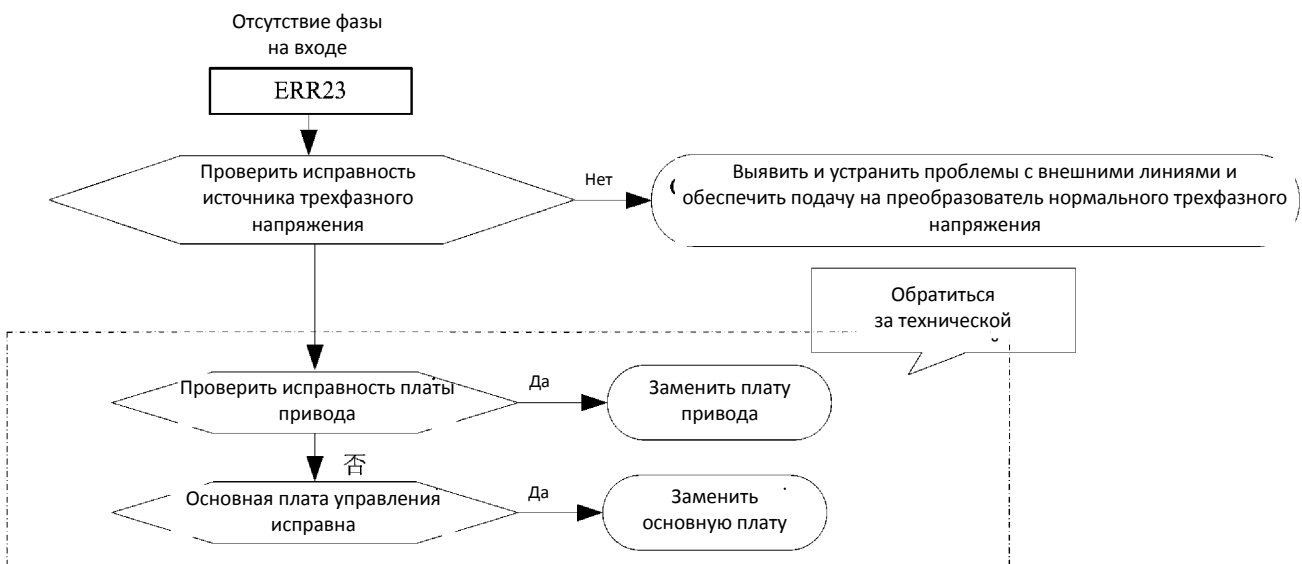 Отсутствие фазы
на входе
ERR23
Проверить исправность
источника трехфазного
напряжения
Нет
Выявить и устранить проблемы с внешними линиями и
обеспечить подачу на преобразователь нормального трехфазного
напряжения
Обратиться
за технической
Проверить исправность платы
привода
Да
Заменить плату
привода
否
Основная плата управления
исправна
Да
Заменить
основную плату